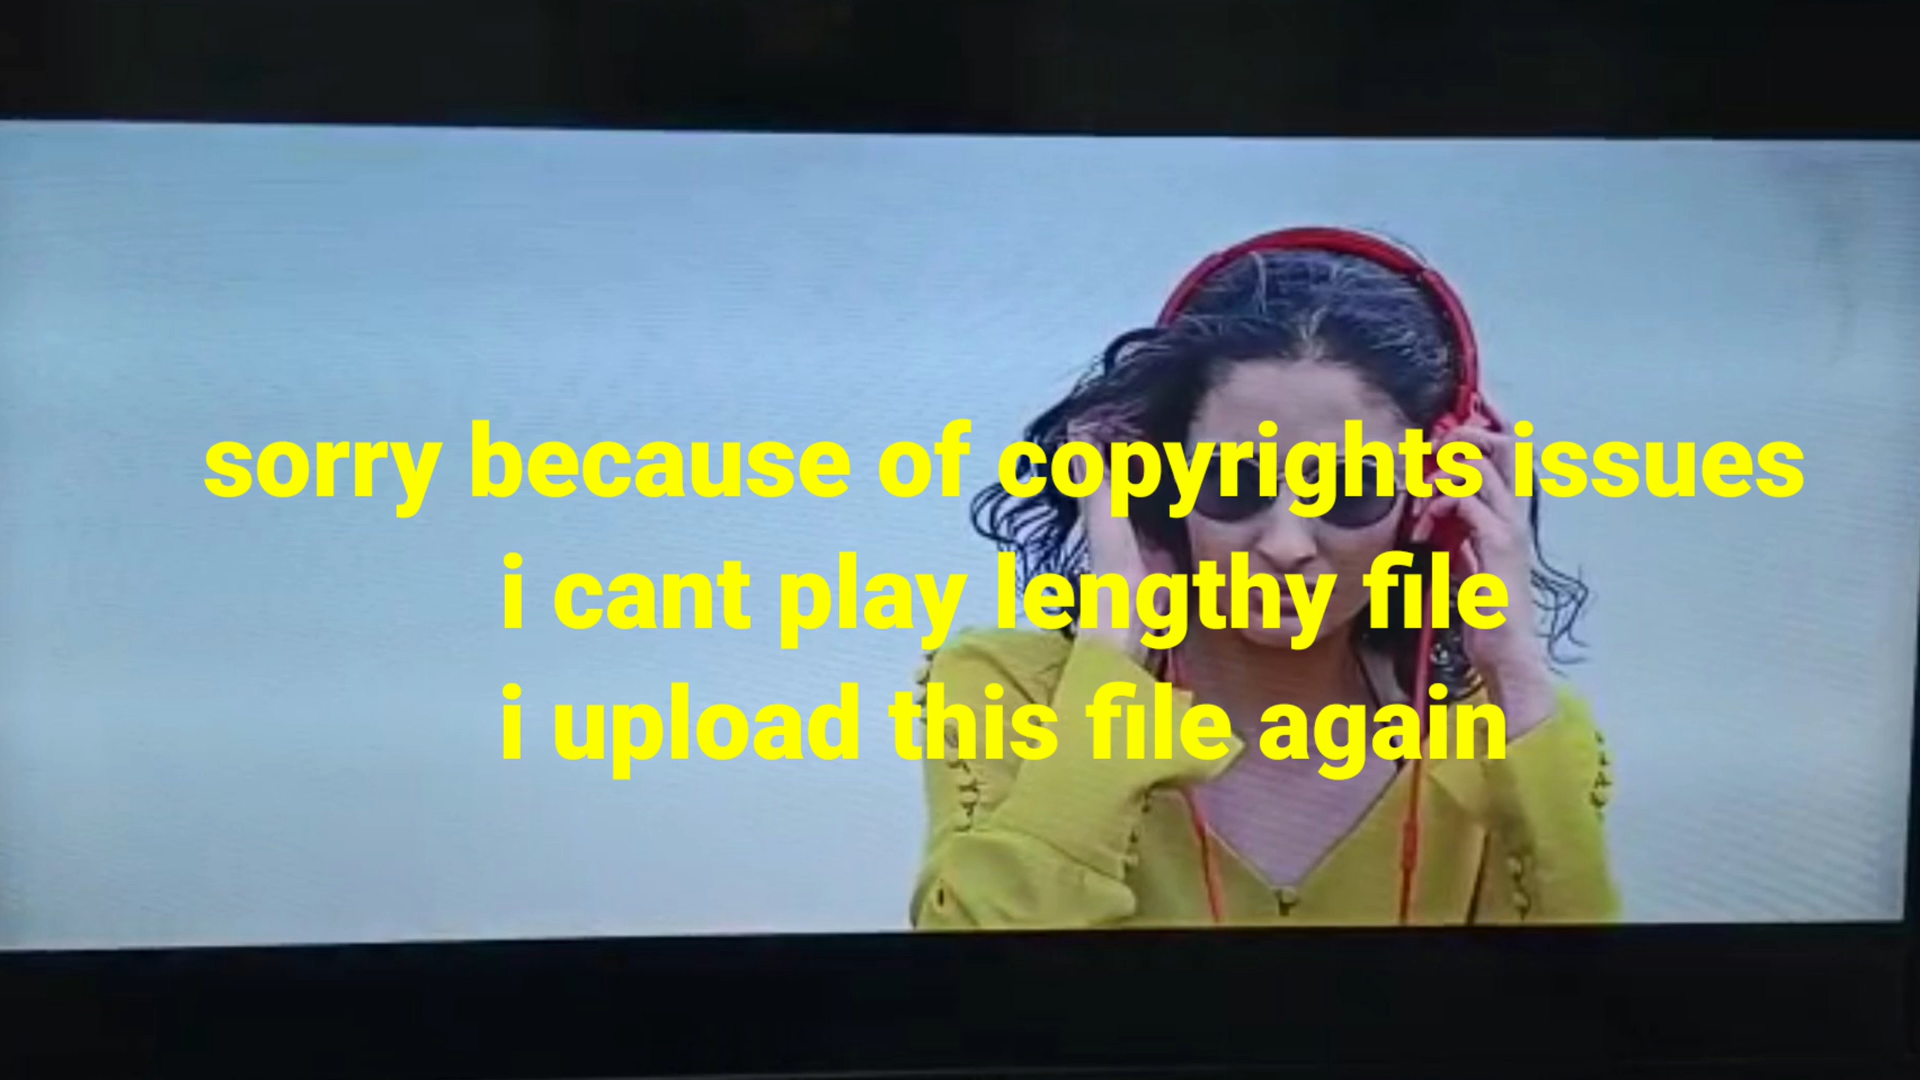 sorry because of copyrights issues
i cant play lengthy file
i upload this file again